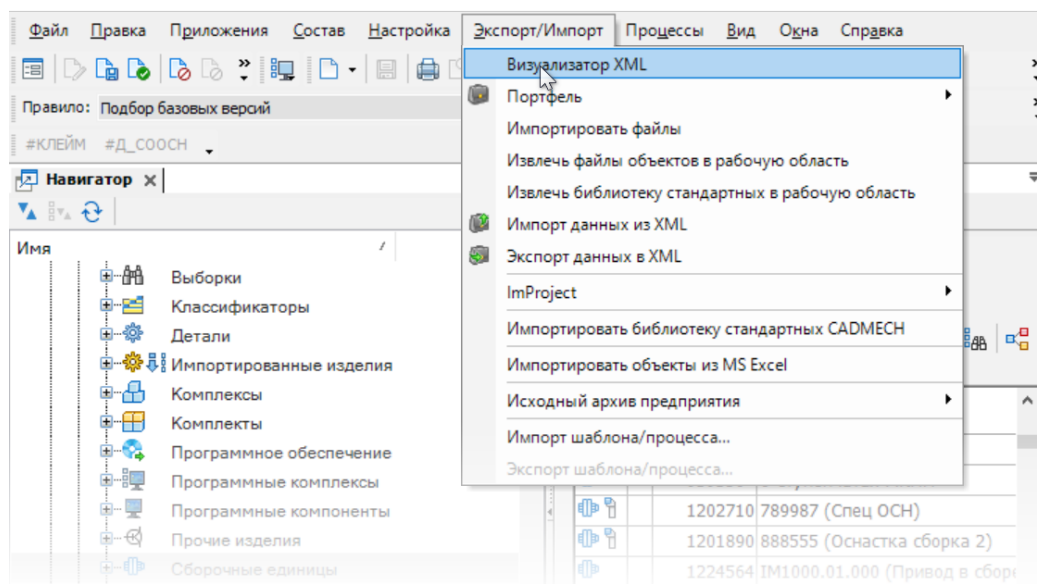 Файл Правка Приложения Состав Настройка Экспорт/Импорт Процессы Вид Окна Справка
Визуализатор XML
Правило: Подбор базовых версий
Портфель
Импортировать файлы
#КЛЕЙМ #Д_СООСН
Извлечь файлы объектов в рабочую область
Навигатор
Извлечь библиотеку стандартных в рабочую область
Импорт данных из XML
Имя
Экспорт данных в XML
Выборки
ImProject
Классификаторы
Импортировать библиотеку стандартных CADMECH
Детали
Импортированные изделия
Импортировать объекты из MS Excel
Комплексы
Исходный архив предприятия
Комплекты
Импорт шаблона/процесса...
Программное обеспечение
Экспорт шаблона/процесса...
Программные комплексы
Программные компоненты
1202710 789987 (Спец ОСН)
Прочие изделия
1201890 888555 (Оснастка сборка 2)
Сборочные единицы
1224564 IM1000.01.000 (Привод в сборе